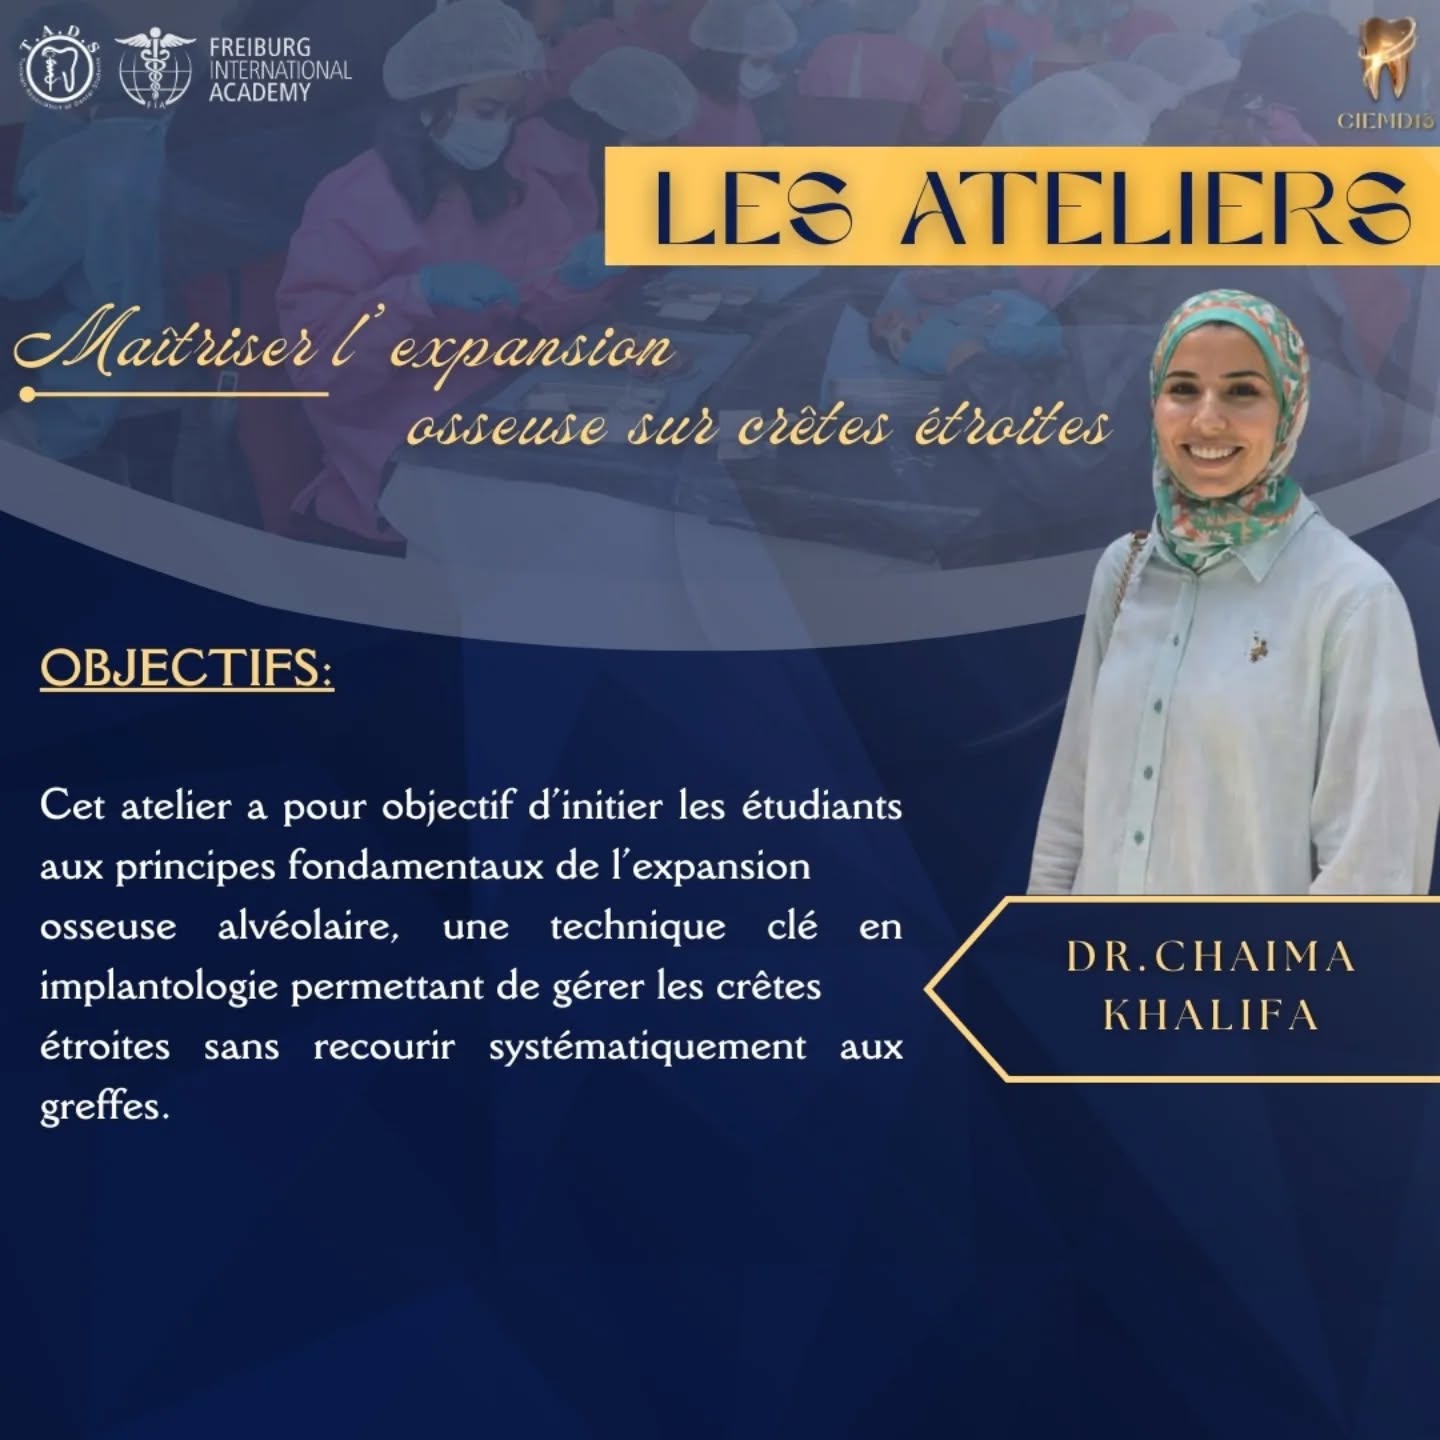 T.A.D.S
FREIBURG
INTERNATIONAL
ACADEMY
FIA
CIEMD13
LES ATELIERS
Maîtriser l'expansion
osseuse sur crêtes étroites
OBJECTIFS:
Cet atelier a pour objectif d'initier les étudiants
aux principes fondamentaux de l'expansion
osseuse alvéolaire, une technique clé en
implantologie permettant de gérer les crêtes
étroites sans recourir systématiquement aux
greffes.
DR.CHAIMA
KHALIFA